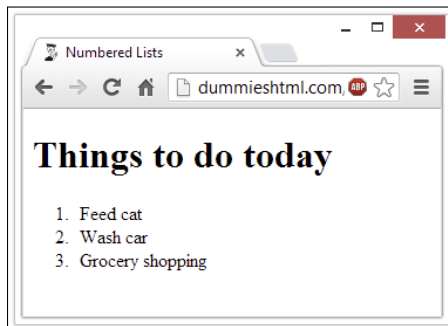 Numbered Lists
dummieshtml.com/
ABP
Things to do today
1. Feed cat
2. Wash car
3. Grocery shopping